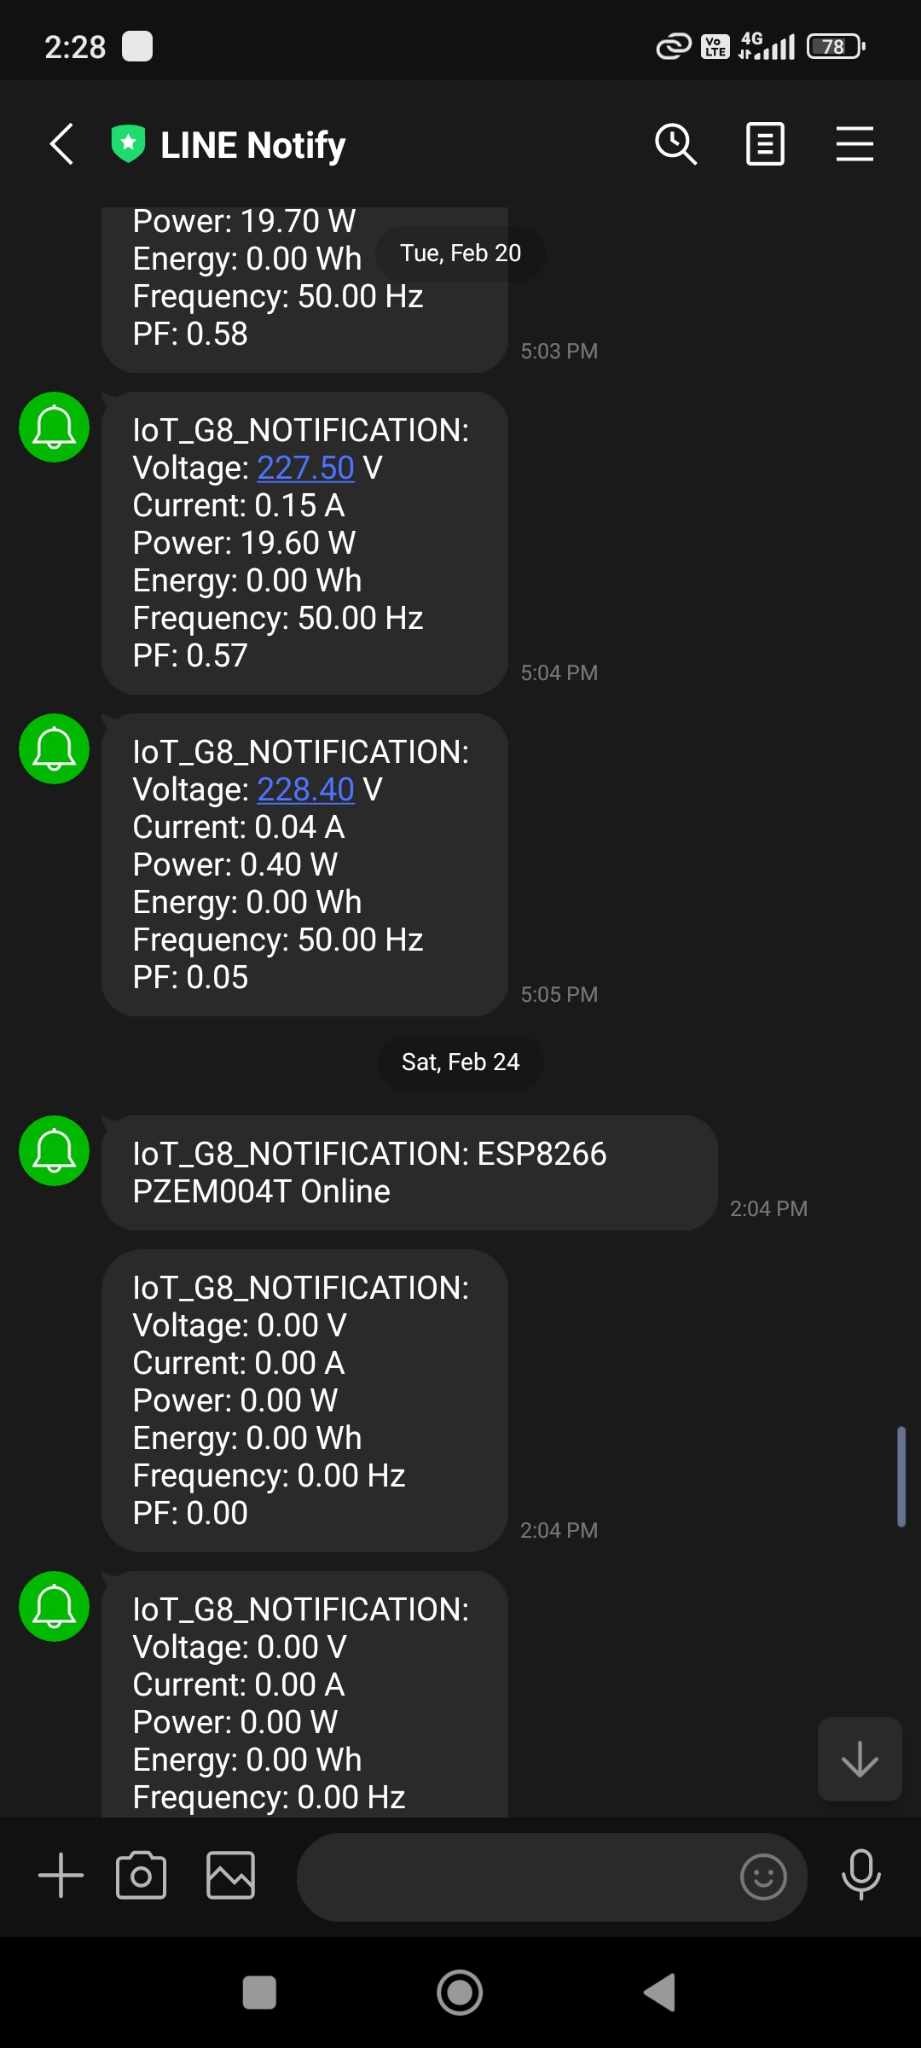 2:28
Vo LTE 4G 78
LINE Notify
Power: 19.70 W
Energy: 0.00 Wh
Tue, Feb 20
Frequency: 50.00 Hz
PF: 0.58
5:03 PM
IoT_G8_NOTIFICATION:
Voltage: 227.50 V
Current: 0.15 A
Power: 19.60 W
Energy: 0.00 Wh
Frequency: 50.00 Hz
PF: 0.57
5:04 PM
IoT_G8_NOTIFICATION:
Voltage: 228.40 V
Current: 0.04 A
Power: 0.40 W
Energy: 0.00 Wh
Frequency: 50.00 Hz
PF: 0.05
5:05 PM
Sat, Feb 24
IoT_G8_NOTIFICATION: ESP8266
PZEM004T Online
2:04 PM
IoT_G8_NOTIFICATION:
Voltage: 0.00 V
Current: 0.00 A
Power: 0.00 W
Energy: 0.00 Wh
Frequency: 0.00 Hz
PF: 0.00
2:04 PM
IoT_G8_NOTIFICATION:
Voltage: 0.00 V
Current: 0.00 A
Power: 0.00 W
Energy: 0.00 Wh
Frequency: 0.00 Hz